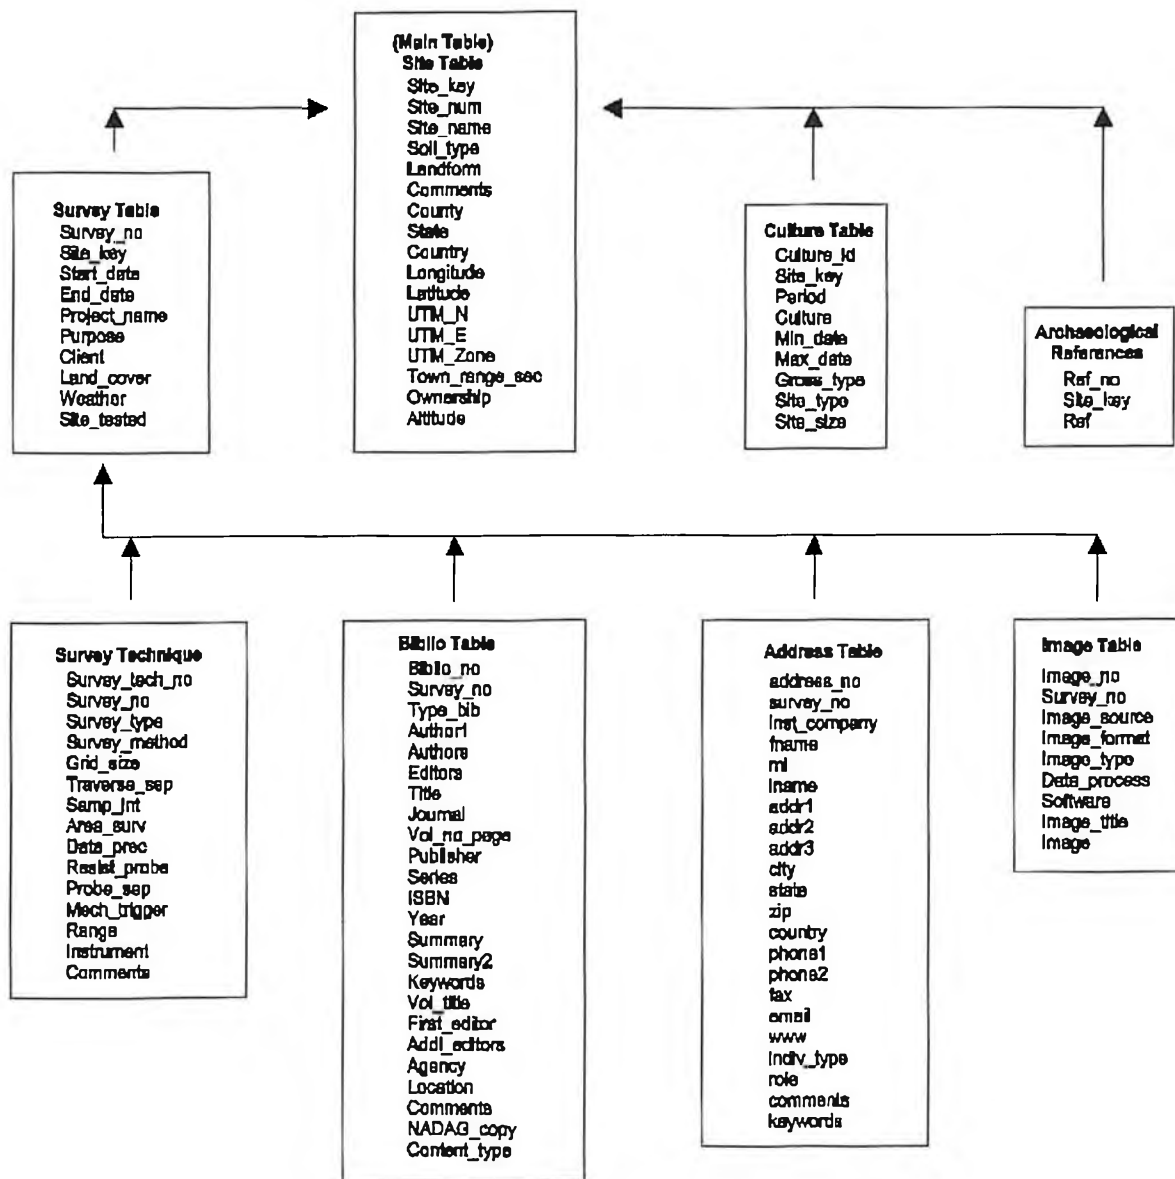 (Main Table)
Site Table
Site_key
Site_num
Site_name
Soil_type
Landform
Comments
County
State
Country
Longitude
Latitude
UTM_N
UTM_E
UTM_Zone
Town_range_sec
Ownership
Altitude
Survey Table
Survey_no
Site_key
Start_date
End_date
Project_name
Purpose
Client
Land_cover
Weather
Site_tested
Culture Table
Culture_id
Site_key
Period
Culture
Min_date
Max_date
Gross_type
Site_type
Site_size
Archaeological
References
Ref_no
Site_key
Ref
Survey Technique
Survey_tech_no
Survey_no
Survey_type
Survey_method
Grid_size
Traverse_sep
Samp_int
Area_surv
Data_prec
Resist_probe
Probe_sep
Mech_trigger
Range
Instrument
Comments
Biblio Table
Biblio_no
Survey_no
Type_bib
Author1
Authors
Editors
Title
Journal
Vol_no_page
Publisher
Series
ISBN
Year
Summary
Summary2
Keywords
Vol_title
First_editor
Addl_editors
Agency
Location
Comments
NADAG_copy
Content_type
Address Table
address_no
survey_no
inst_company
fname
mi
lname
addr1
addr2
addr3
city
state
zip
country
phone1
phone2
fax
email
www
indiv_type
role
comments
keywords
Image Table
Image_no
Survey_no
Image_source
Image_format
Image_type
Data_process
Software
Image_title
Image